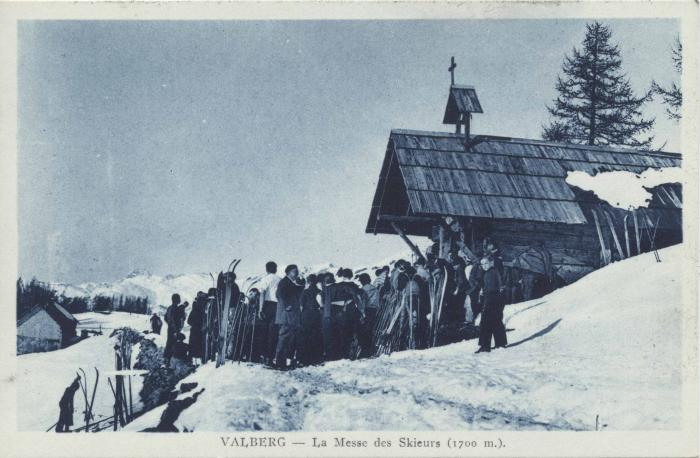 VALBERG — La Messe des Skieurs (1700 m.).